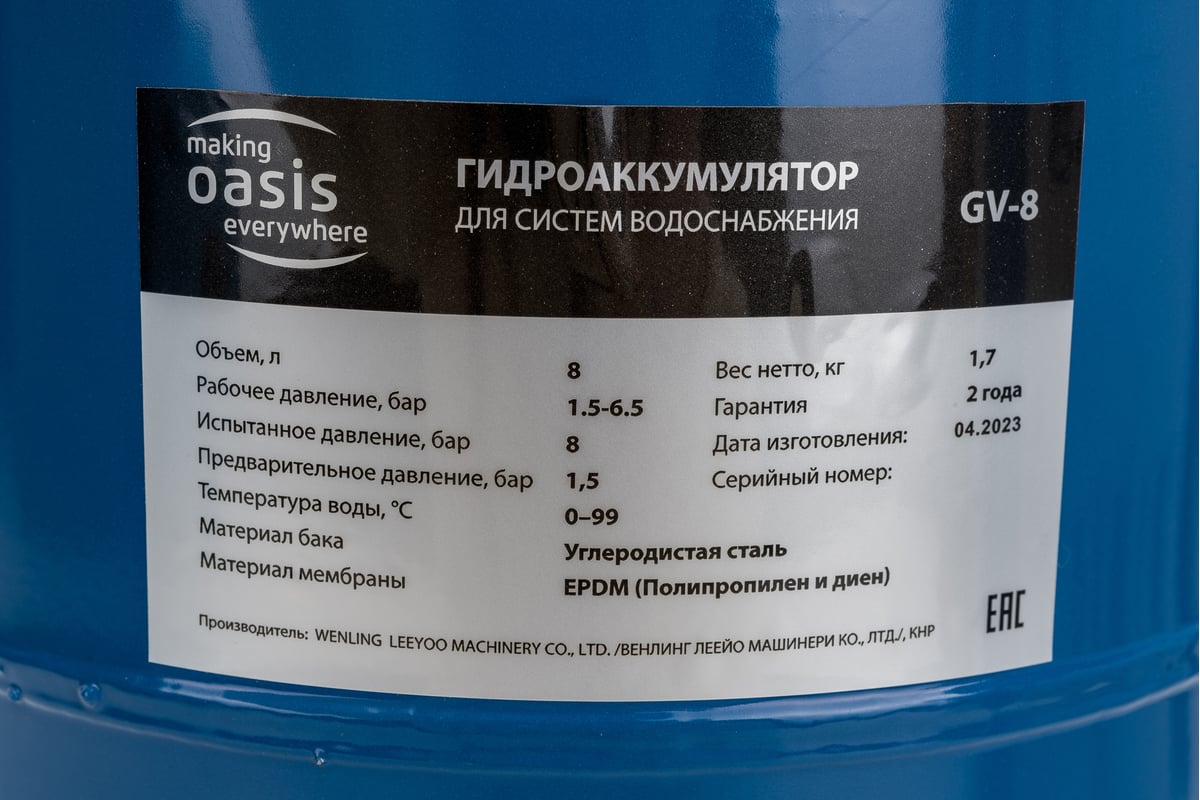 making
oasis
everywhere
ГИДРОАККУМУЛЯТОР
ДЛЯ СИСТЕМ ВОДОСНАБЖЕНИЯ
GV-8
Объем, л 8
Рабочее давление, бар 1.5-6.5
Испытанное давление, бар 8
Предварительное давление, бар 1,5
Температура воды, °С 0–99
Материал бака Углеродистая сталь
Материал мембраны EPDM (Полипропилен и диен)
Вес нетто, кг 1,7
Гарантия 2 года
Дата изготовления: 04.2023
Серийный номер:
Производитель: WENLING LEEYOO MACHINERY CO., LTD. /ВЕНЛИНГ ЛЕЕЙО МАШИНЕРИ КО., ЛТД./, КНР
EAC